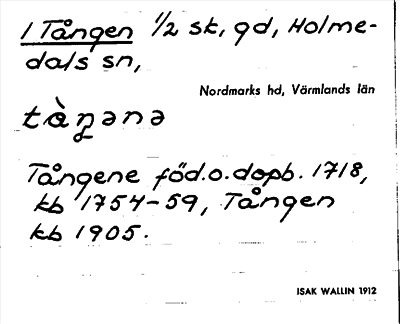 1 Tången 1/2 sk, gd, Holme-
dals sn,
Nordmarks hd, Värmlands län
tàŋənə
Tångene föd.o.dopb. 1718,
kb 1754-59, Tången
kb 1905.
ISAK WALLIN 1912